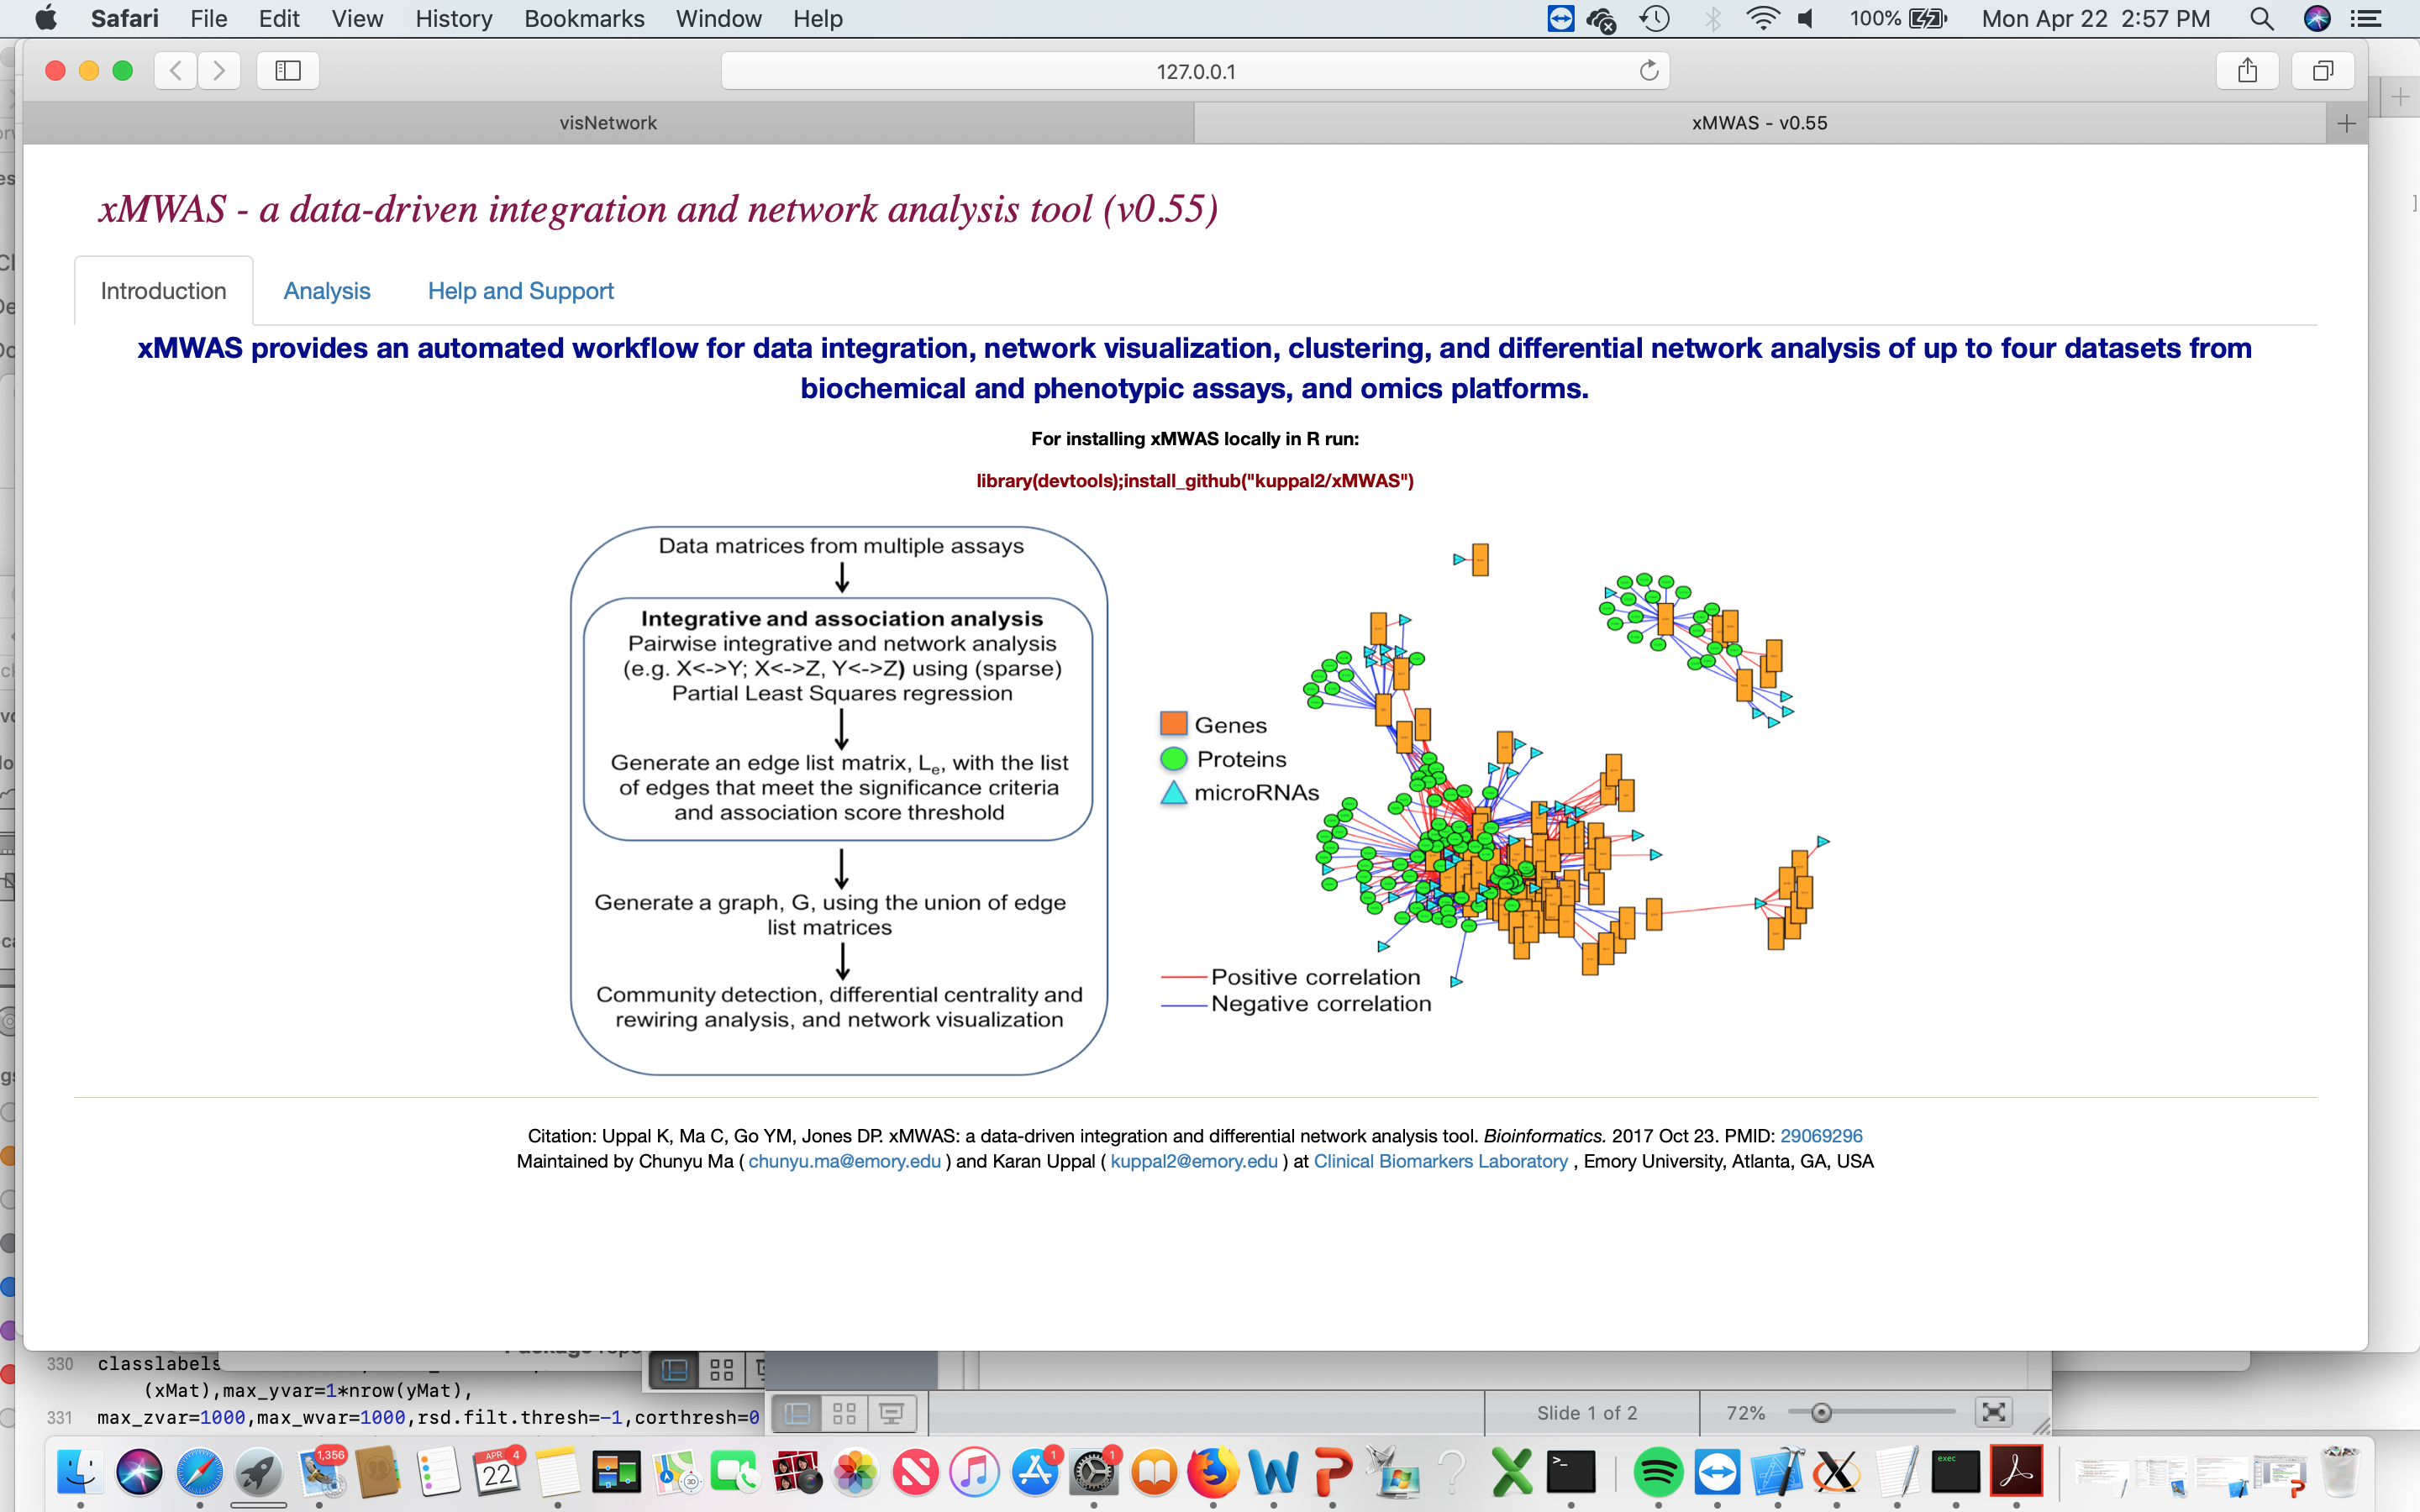 Safari File Edit View History Bookmarks Window Help 100% Mon Apr 22 2:57 PM
127.0.0.1
visNetwork xMWAS - v0.55
xMWAS - a data-driven integration and network analysis tool (v0.55)
Introduction Analysis Help and Support
xMWAS provides an automated workflow for data integration, network visualization, clustering, and differential network analysis of up to four datasets from
biochemical and phenotypic assays, and omics platforms.
For installing xMWAS locally in R run:
library(devtools);install_github("kuppal2/xMWAS")
Data matrices from multiple assays
Integrative and association analysis
Pairwise integrative and network analysis
(e.g. X<->Y; X<->Z, Y<->Z) using (sparse)
Partial Least Squares regression
Generate an edge list matrix, Le, with the list
of edges that meet the significance criteria
and association score threshold
Generate a graph, G, using the union of edge
list matrices
Community detection, differential centrality and
rewiring analysis, and network visualization
Genes
Proteins
microRNAs
Positive correlation
Negative correlation
Citation: Uppal K, Ma C, Go YM, Jones DP. xMWAS: a data-driven integration and differential network analysis tool. Bioinformatics. 2017 Oct 23. PMID: 29069296
Maintained by Chunyu Ma ( chunyu.ma@emory.edu ) and Karan Uppal ( kuppal2@emory.edu ) at Clinical Biomarkers Laboratory , Emory University, Atlanta, GA, USA
330 classlabels
(xMat),max_yvar=1*nrow(yMat),
331 max_zvar=1000,max_wvar=1000,rsd.filt.thresh=-1,corthresh=0
Slide 1 of 2 72%
1,356 APR 22 4 3D 1 1 >_ exec